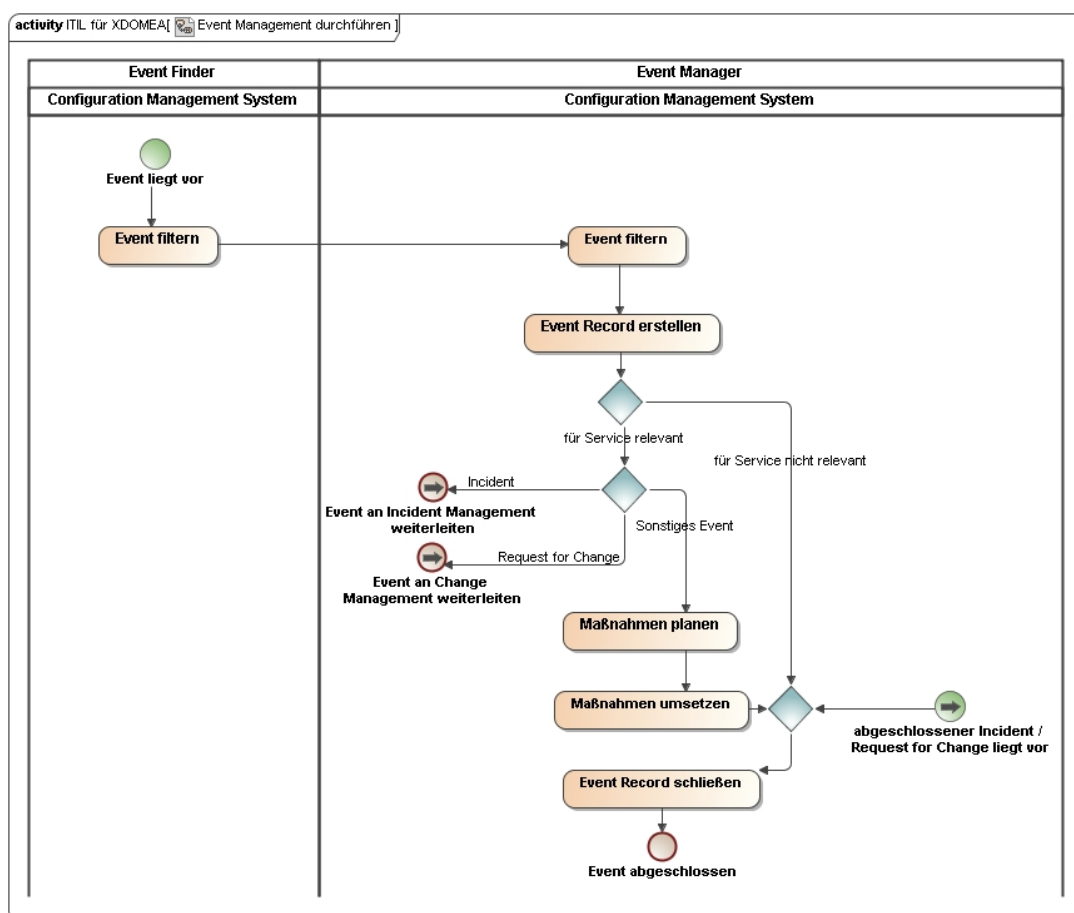 activity ITIL für XDOMEA[ Event Management durchführen ]
Event Finder
Event Manager
Configuration Management System
Configuration Management System
Event liegt vor
Event filtern
Event filtern
Event Record erstellen
für Service relevant
für Service nicht relevant
Incident
Event an Incident Management
weiterleiten
Sonstiges Event
Request for Change
Event an Change
Management weiterleiten
Maßnahmen planen
Maßnahmen umsetzen
abgeschlossener Incident /
Request for Change liegt vor
Event Record schließen
Event abgeschlossen